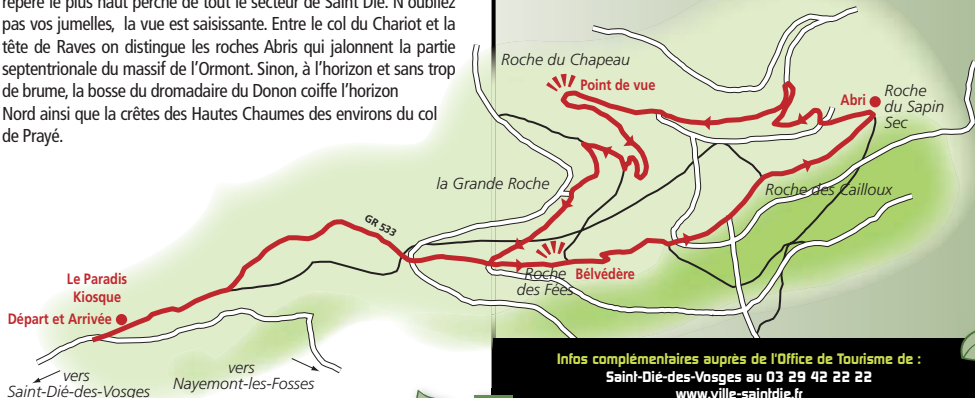 repéré le plus haut perché de tout le secteur de Saint Dié. N'oubliez
pas vos jumelles, la vue est saisissante. Entre le col du Chariot et la
tête de Raves on distingue les roches Abris qui jalonnent la partie
septentrionale du massif de l'Ormont. Sinon, à l'horizon et sans trop
de brume, la bosse du dromadaire du Donon coiffe l'horizon
Nord ainsi que la crêtes des Hautes Chaumes des environs du col
de Prayé.
Roche du Chapeau
Point de vue
Abri
Roche
du Sapin
Sec
la Grande Roche
Roche des Cailloux
GR 533
Roche
des Fées
Bélvédère
Le Paradis
Kiosque
Départ et Arrivée
vers
Saint-Dié-des-Vosges
vers
Nayemont-les-Fosses
Infos complémentaires auprès de l'Office de Tourisme de :
Saint-Dié-des-Vosges au 03 29 42 22 22
www.ville-saintdie.fr